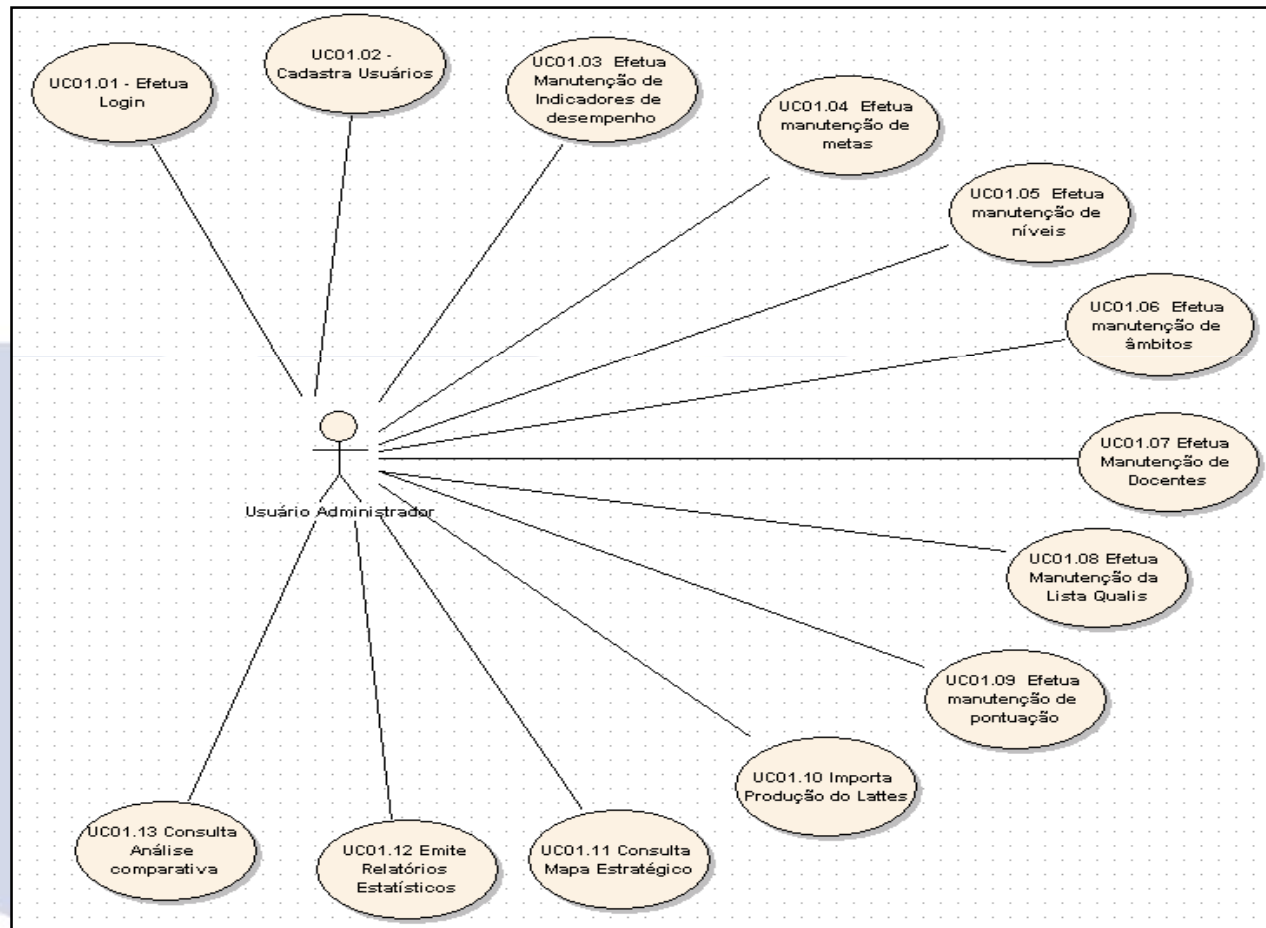 UC01.01 - Efetua
Login
UC01.02 -
Cadastra Usuários
UC01.03 Efetua
Manutenção de
Indicadores de
desempenho
UC01.04 Efetua
manutenção de
metas
UC01.05 Efetua
manutenção de
níveis
UC01.06 Efetua
manutenção de
âmbitos
UC01.07 Efetua
Manutenção de
Docentes
UC01.08 Efetua
Manutenção da
Lista Qualis
UC01.09 Efetua
manutenção de
pontuação
UC01.10 Importa
Produção do Lattes
UC01.11 Consulta
Mapa Estratégico
UC01.12 Emite
Relatórios
Estatísticos
UC01.13 Consulta
Análise
comparativa
Usuário Administrador